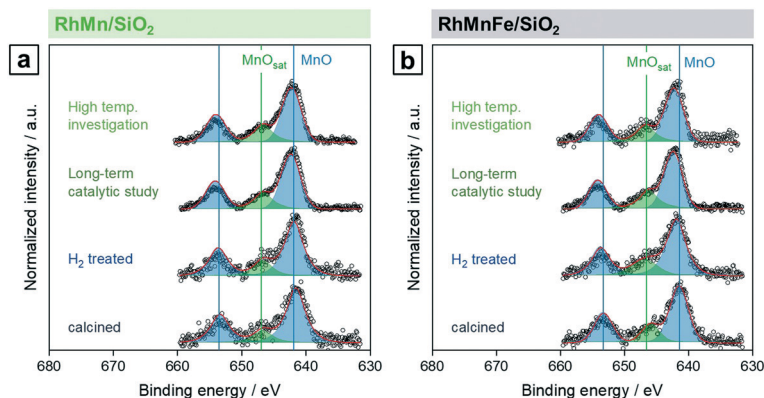 RhMn/SiO₂
a
MnO_sat
MnO
High temp.
investigation
Long-term
catalytic study
H₂ treated
calcined
Normalized intensity / a.u.
680 670 660 650 640 630
Binding energy / eV
RhMnFe/SiO₂
b
MnO_sat
MnO
High temp.
investigation
Long-term
catalytic study
H₂ treated
calcined
Normalized intensity / a.u.
680 670 660 650 640 630
Binding energy / eV